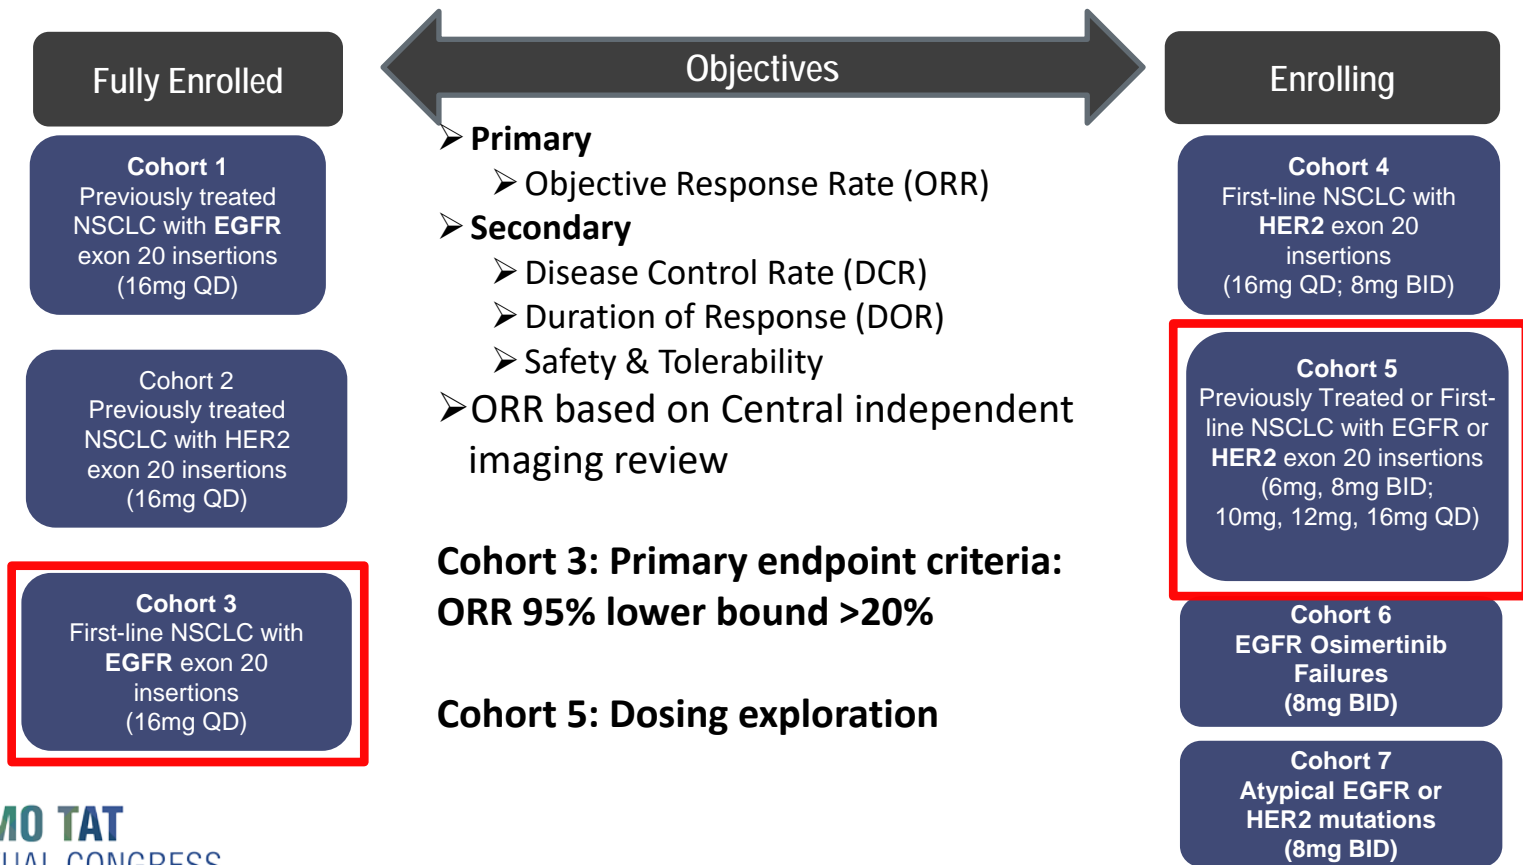 Fully Enrolled
Cohort 1
Previously treated
NSCLC with EGFR
exon 20 insertions
(16mg QD)
Cohort 2
Previously treated
NSCLC with HER2
exon 20 insertions
(16mg QD)
Cohort 3
First-line NSCLC with
EGFR exon 20
insertions
(16mg QD)
Objectives
➢ Primary
➢ Objective Response Rate (ORR)
➢ Secondary
➢ Disease Control Rate (DCR)
➢ Duration of Response (DOR)
➢ Safety & Tolerability
➢ ORR based on Central independent
imaging review
Cohort 3: Primary endpoint criteria:
ORR 95% lower bound >20%
Cohort 5: Dosing exploration
Enrolling
Cohort 4
First-line NSCLC with
HER2 exon 20
insertions
(16mg QD; 8mg BID)
Cohort 5
Previously Treated or First-
line NSCLC with EGFR or
HER2 exon 20 insertions
(6mg, 8mg BID;
10mg, 12mg, 16mg QD)
Cohort 6
EGFR Osimertinib
Failures
(8mg BID)
Cohort 7
Atypical EGFR or
HER2 mutations
(8mg BID)
TAT
CONGRESS